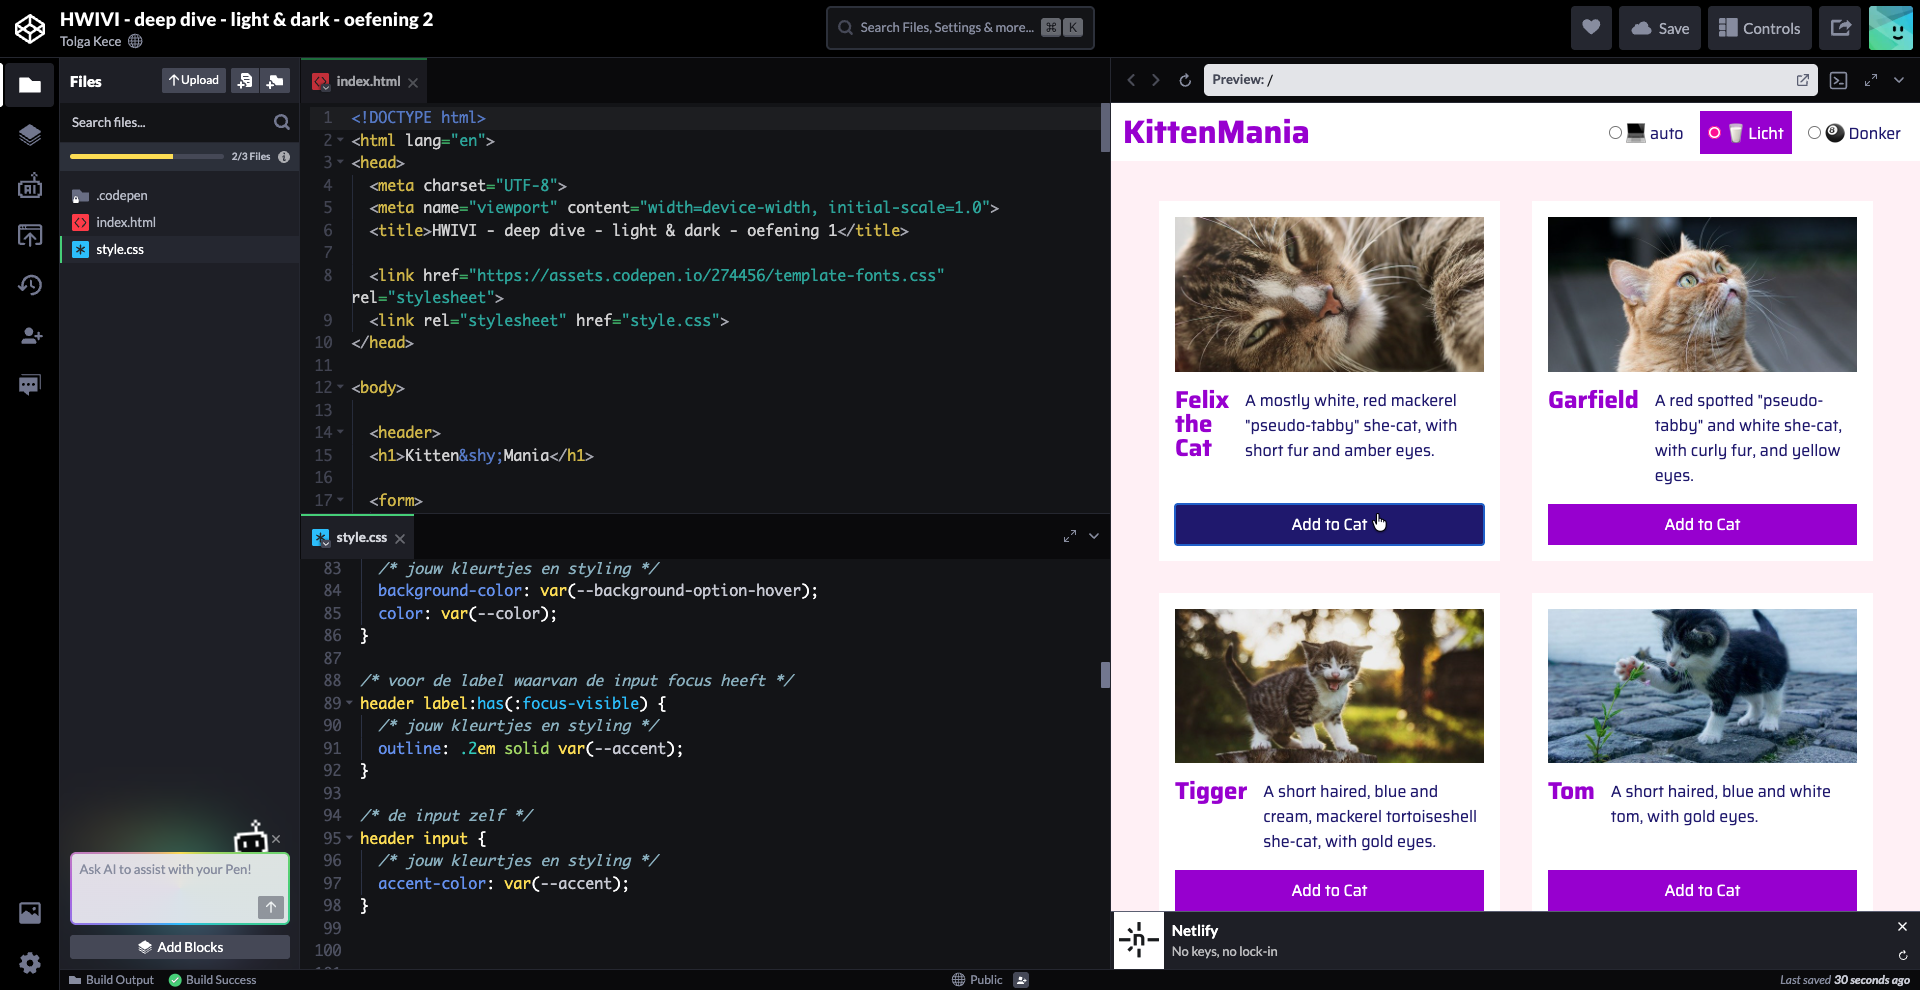 HWIVI - deep dive - light & dark - oefening 2
Tolga Kece
Search Files, Settings & more... ⌘ K
Save
Controls
Files
Upload
Search files...
2/3 Files
.codepen
index.html
style.css
Ask AI to assist with your Pen!
Add Blocks
index.html
1 <!DOCTYPE html>
2 <html lang="en">
3 <head>
4 <meta charset="UTF-8">
5 <meta name="viewport" content="width=device-width, initial-scale=1.0">
6 <title>HWIVI - deep dive - light & dark - oefening 1</title>
7
8 <link href="https://assets.codepen.io/274456/template-fonts.css"
rel="stylesheet">
9 <link rel="stylesheet" href="style.css">
10 </head>
11
12 <body>
13
14 <header>
15 <h1>Kitten&shy;Mania</h1>
16
17 <form>
style.css
83 /* jouw kleurtjes en styling */
84 background-color: var(--background-option-hover);
85 color: var(--color);
86 }
87
88 /* voor de label waarvan de input focus heeft */
89 header label:has(:focus-visible) {
90 /* jouw kleurtjes en styling */
91 outline: .2em solid var(--accent);
92 }
93
94 /* de input zelf */
95 header input {
96 /* jouw kleurtjes en styling */
97 accent-color: var(--accent);
98 }
99
100
Preview: /
KittenMania
auto
Licht
Donker
Felix
the
Cat
A mostly white, red mackerel
"pseudo-tabby" she-cat, with
short fur and amber eyes.
Add to Cat
Garfield
A red spotted "pseudo-
tabby" and white she-cat,
with curly fur, and yellow
eyes.
Add to Cat
Tigger
A short haired, blue and
cream, mackerel tortoiseshell
she-cat, with gold eyes.
Add to Cat
Tom
A short haired, blue and white
tom, with gold eyes.
Add to Cat
Netlify
No keys, no lock-in
Build Output
Build Success
Public
Last saved 30 seconds ago